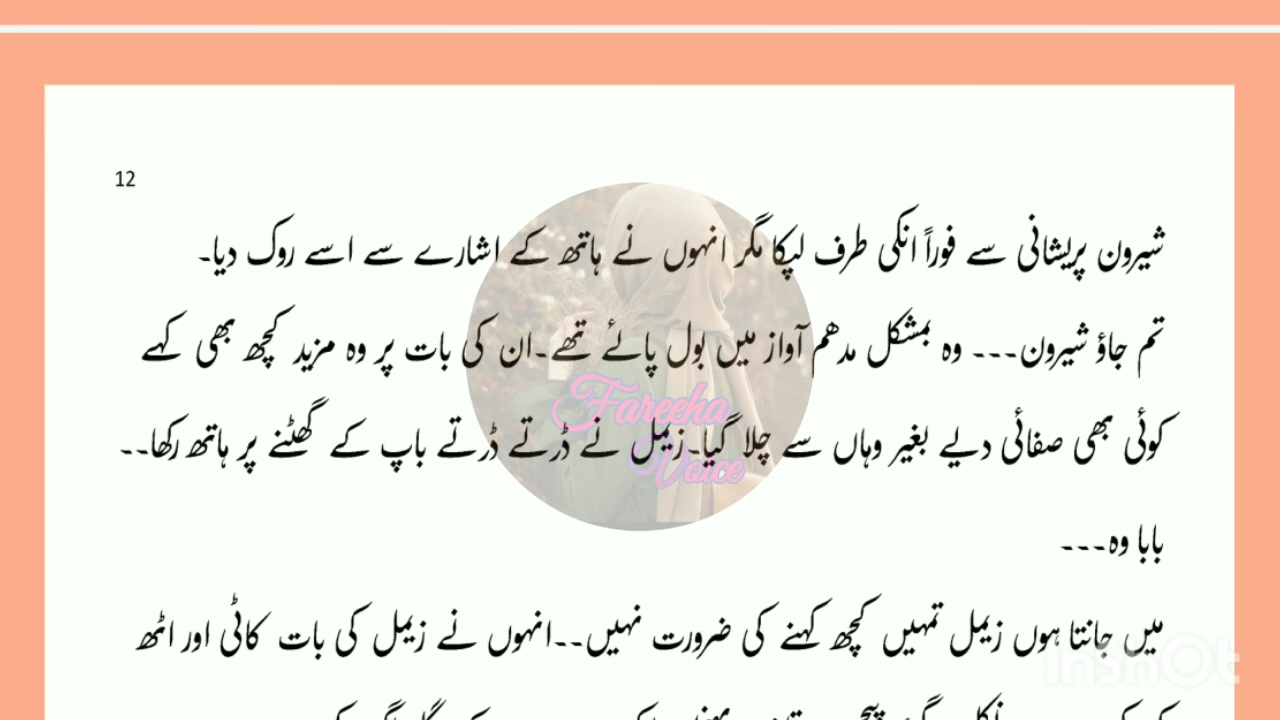 12
شیرون پریشانی سے فوراً انکی طرف لپکا مگر انہوں نے ہاتھ کے اشارے سے اسے روک دیا۔
تم جاؤ شیرون۔۔۔ وہ بمشکل مدھم آواز میں بول پائے تھے۔ان کی بات پر وہ مزید کچھ بھی کہے
کوئی بھی صفائی دیے بغیر وہاں سے چلا گیا۔زیمل نے ڈرتے ڈرتے باپ کے گھٹنے پر ہاتھ رکھا۔۔
Fareeha
Voice
بابا وہ۔۔۔
میں جانتا ہوں زیمل تمہیں کچھ کہنے کی ضرورت نہیں۔۔انہوں نے زیمل کی بات کاٹی اور اٹھ
InShOt